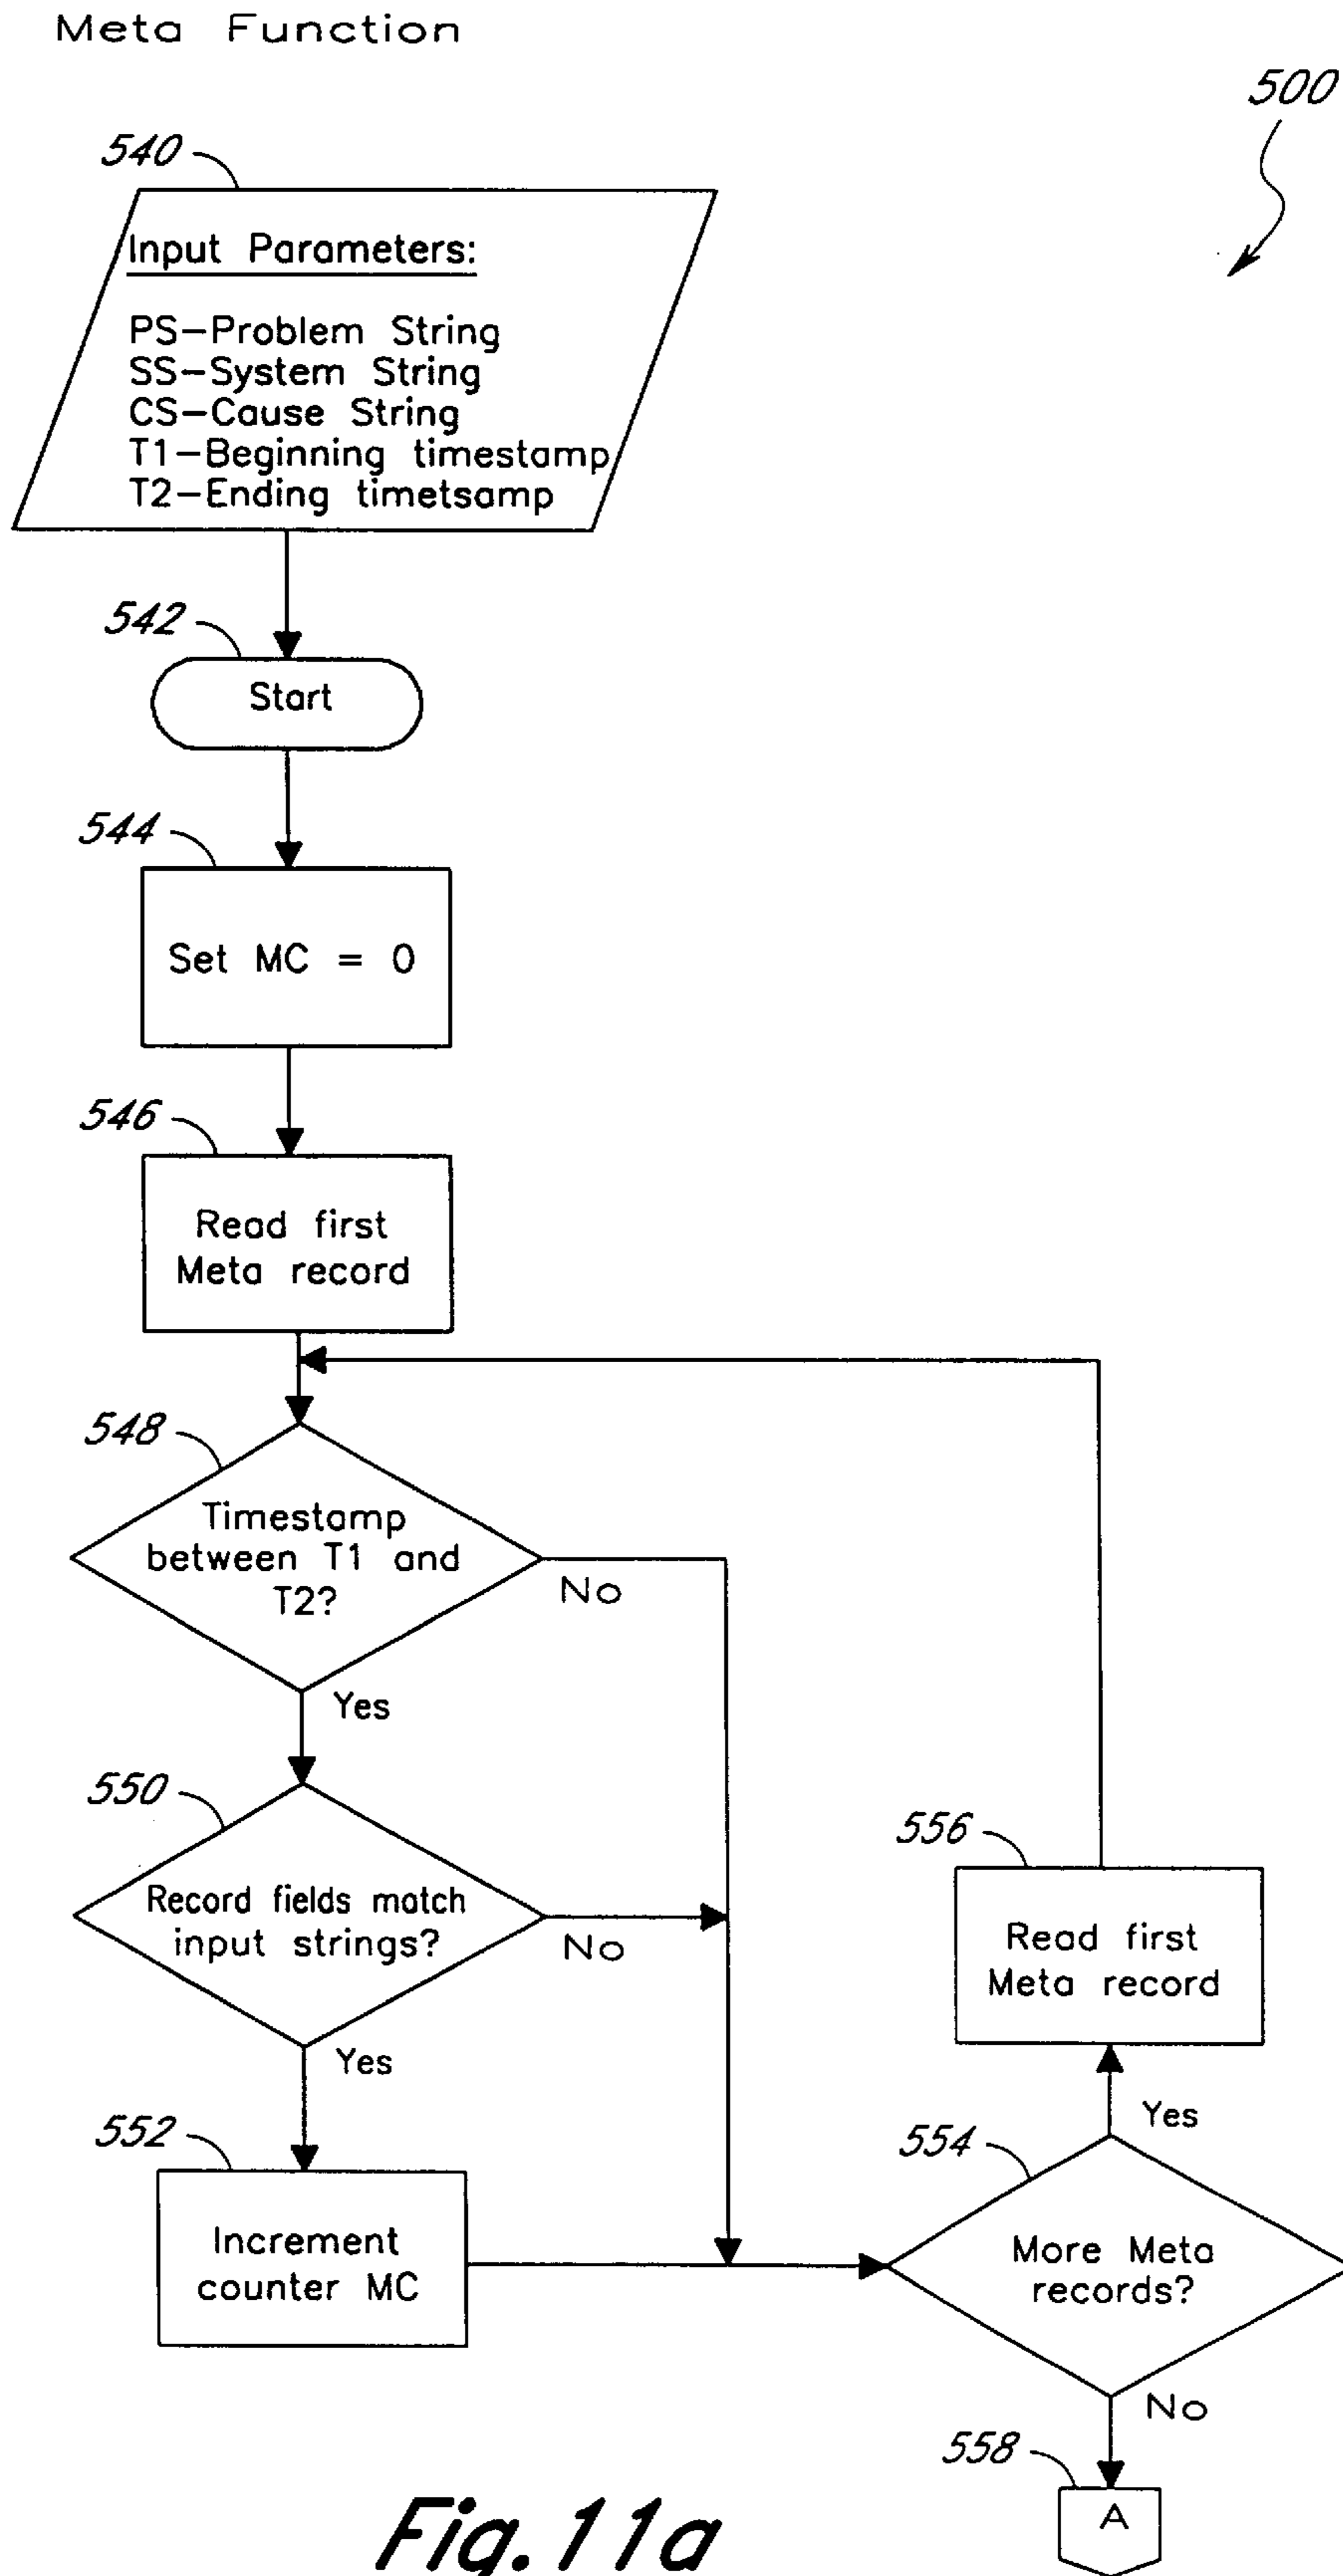 Meta Function
500
540
Input Parameters:
PS-Problem String
SS-System String
CS-Cause String
T1-Beginning timestamp
T2-Ending timetsamp
542
Start
544
Set MC = 0
546
Read first
Meta record
548
Timestamp
between T1 and
T2?
No
Yes
550
Record fields match
input strings?
No
Yes
552
Increment
counter MC
556
Read first
Meta record
Yes
554
More Meta
records?
No
558
A
Fig. 11a